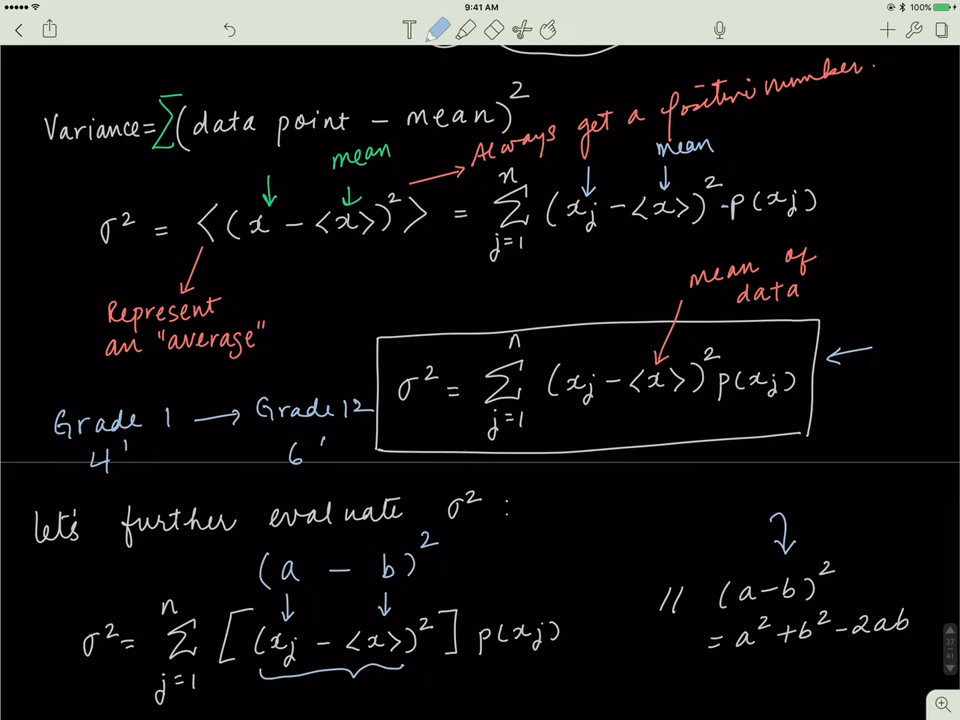 9:41 AM
100%
T
Variance = ∑(data point − mean)²
mean
Always get a positive number.
mean
σ² = ⟨(x − ⟨x⟩)²⟩ = ∑_{j=1}^{n} (xj − ⟨x⟩)² · p(xj)
Represent
an "average"
mean of
data
σ² = ∑_{j=1}^{n} (xj − ⟨x⟩)² p(xj)
Grade 1 → Grade 12
4' 6'
let's further evaluate σ² :
(a − b)²
σ² = ∑_{j=1}^{n} [(xj − ⟨x⟩)²] p(xj)
// (a−b)²
= a² + b² − 2ab
37
41